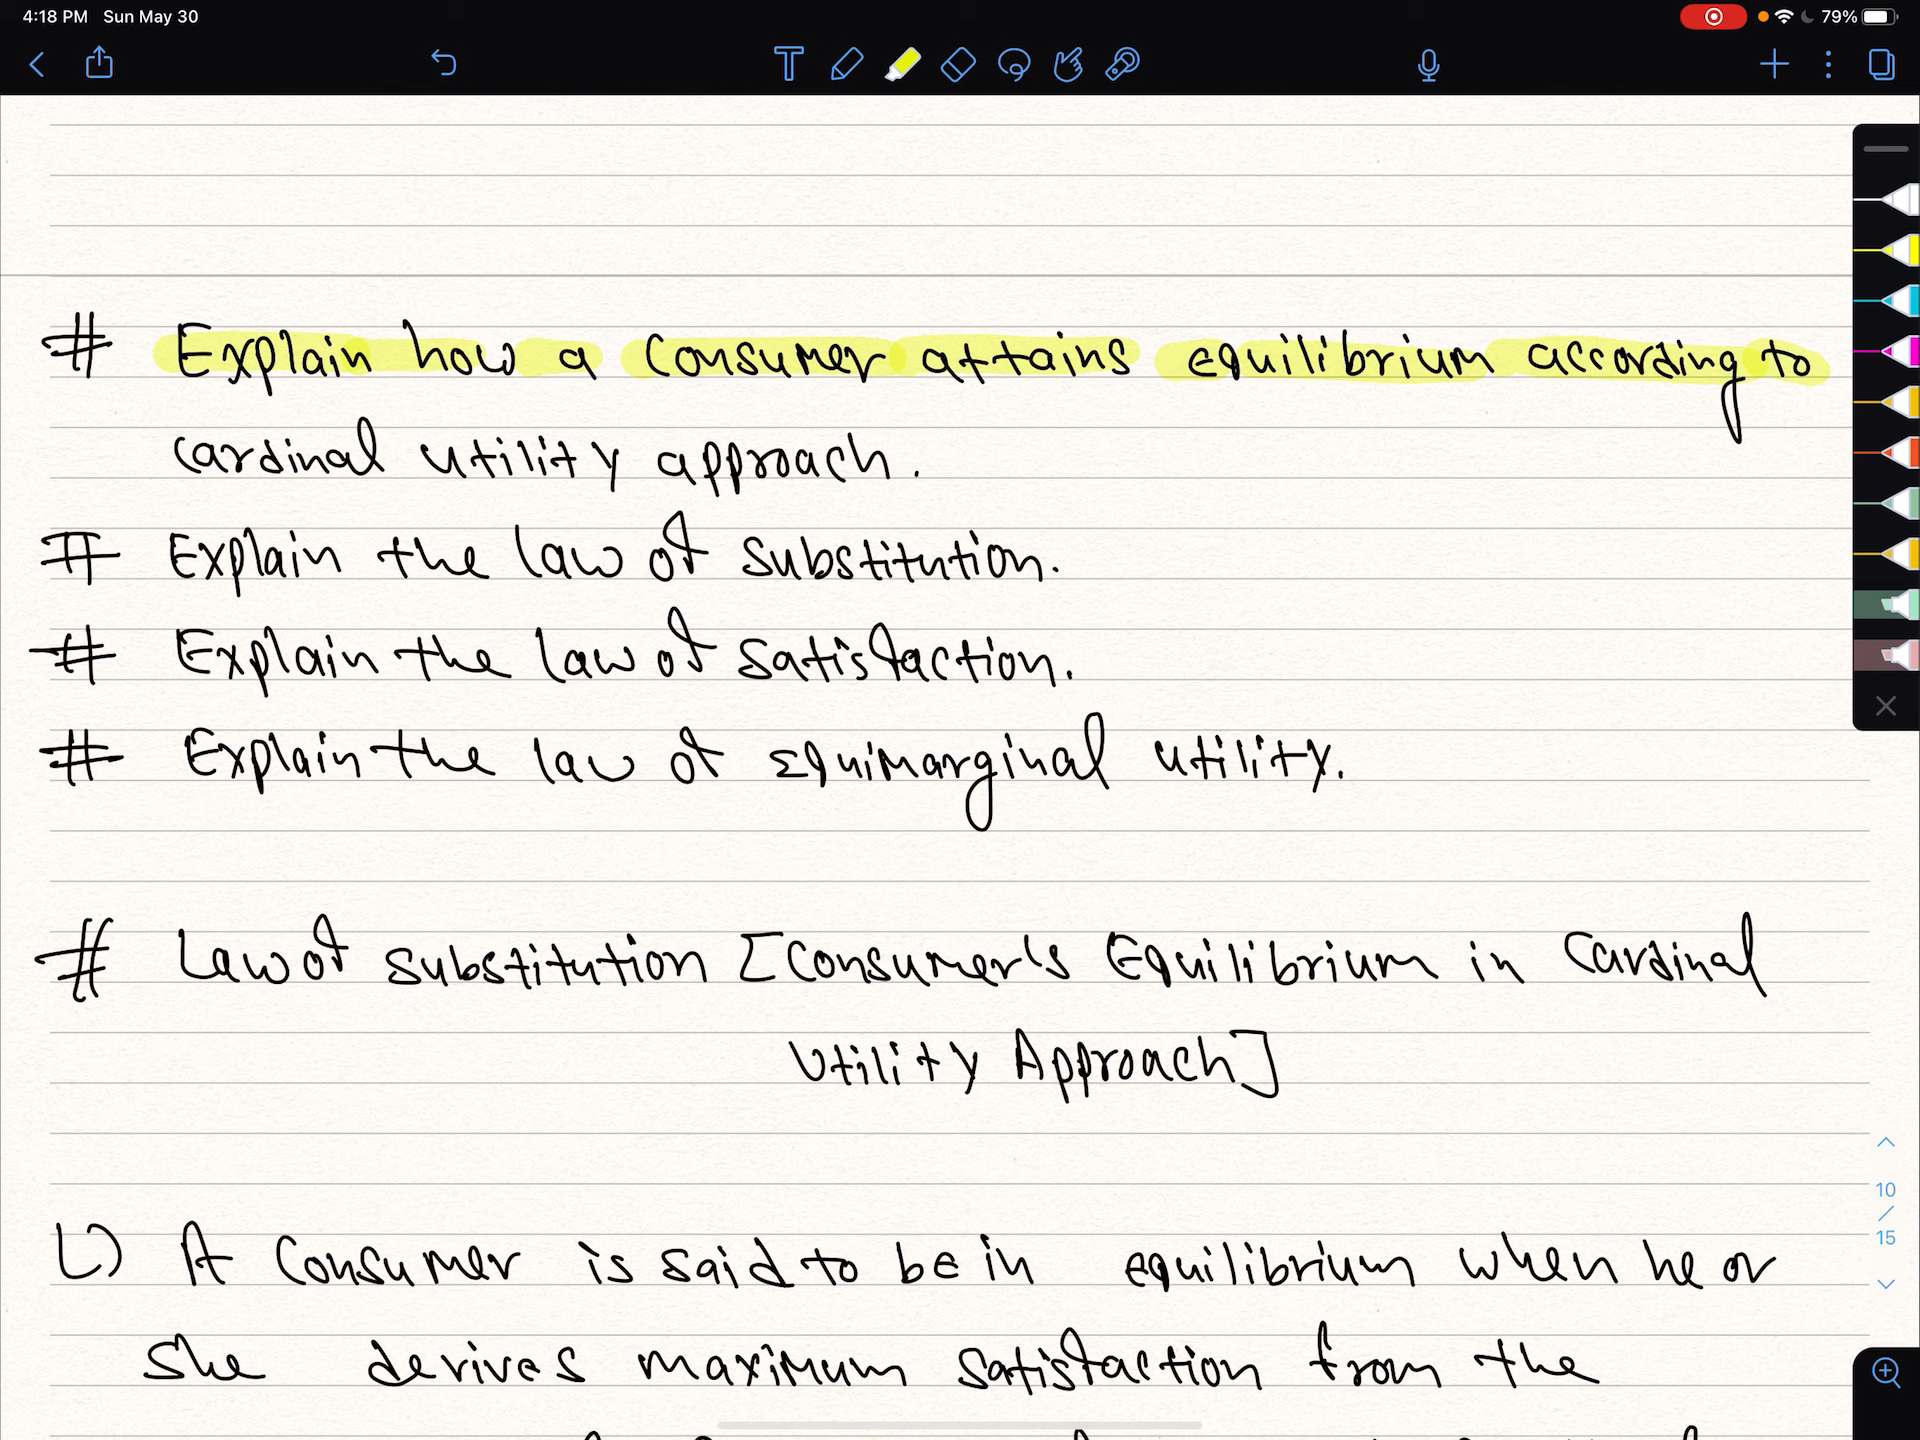 4:18 PM Sun May 30
79%
# Explain how a consumer attains equilibrium according to
cardinal utility approach.
# Explain the law of substitution.
# Explain the law of satisfaction.
# Explain the law of equimarginal utility.
# Law of substitution [Consumer's Equilibrium in Cardinal
Utility Approach]
10
/
15
A consumer is said to be in equilibrium when he or
she derives maximum satisfaction from the